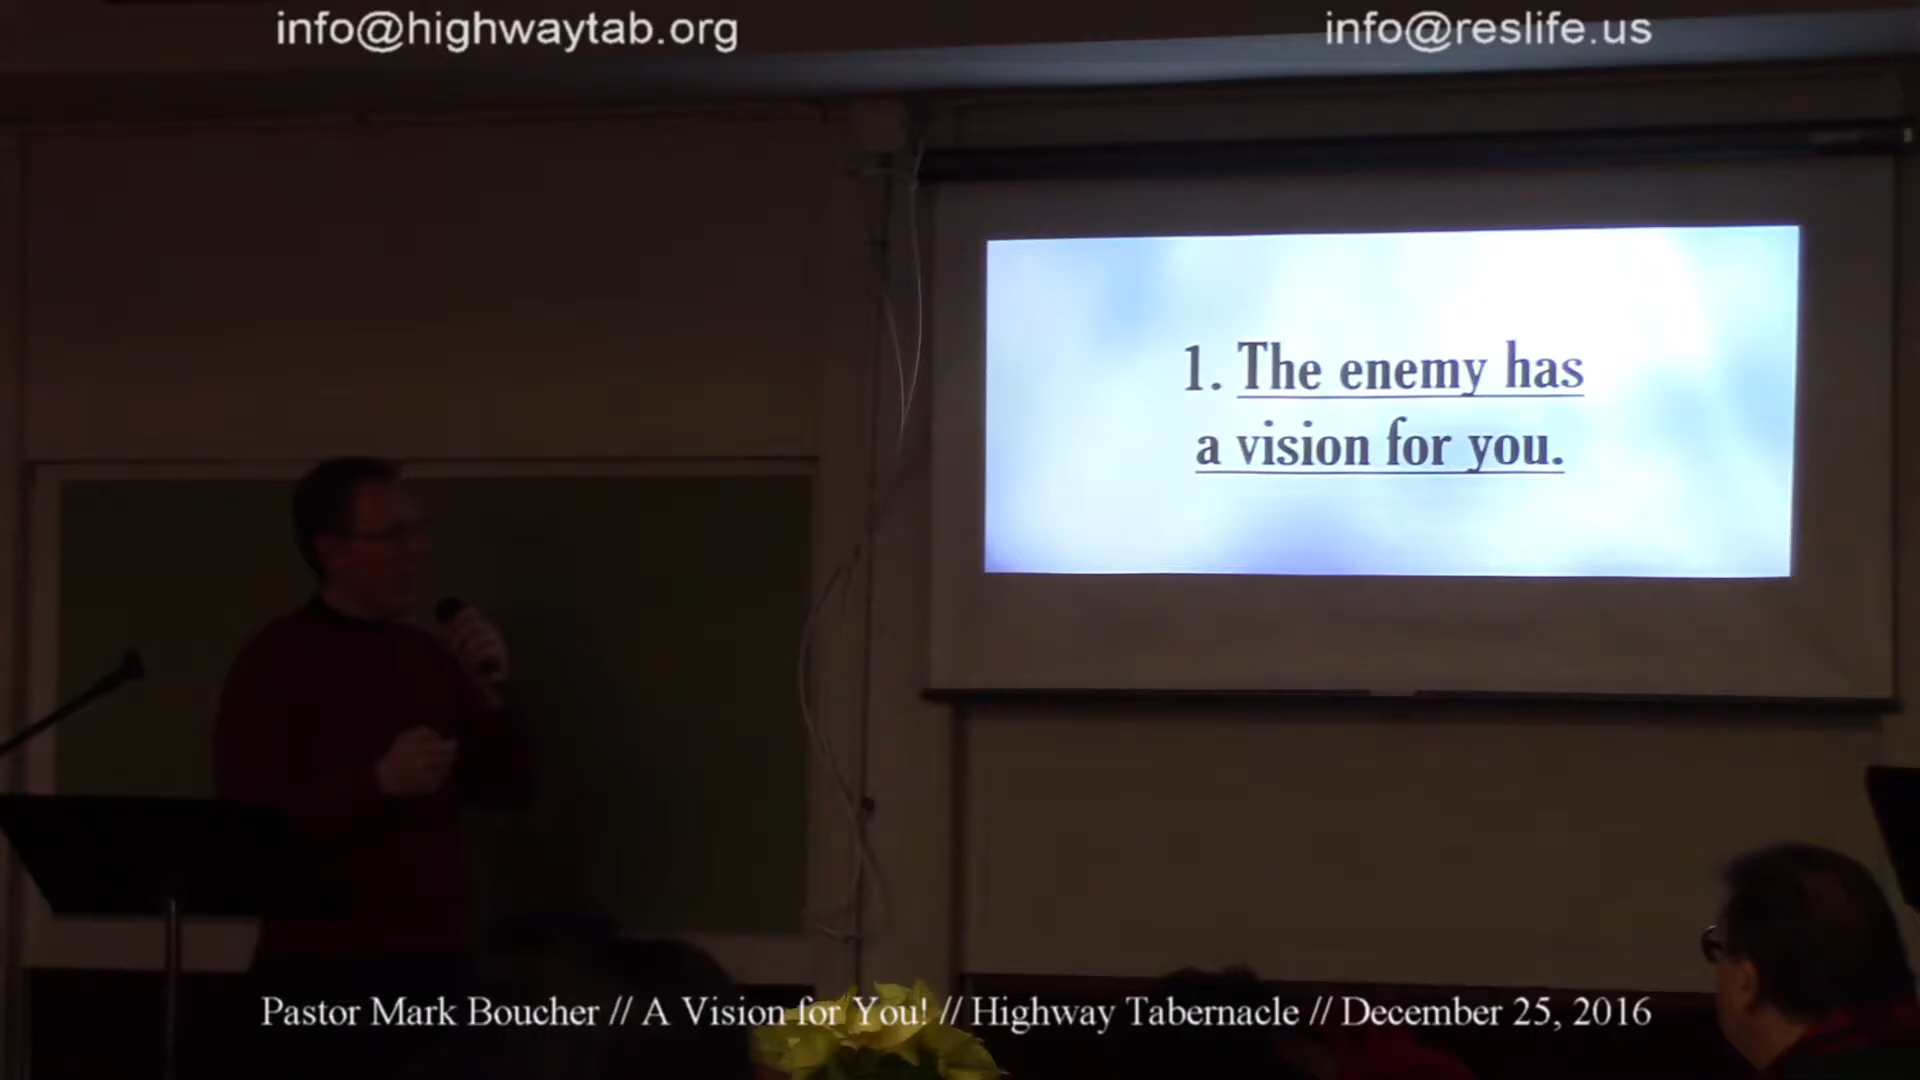 info@highwaytab.org
info@reslife.us
1. The enemy has
a vision for you.
Pastor Mark Boucher // A Vision for You! // Highway Tabernacle // December 25, 2016